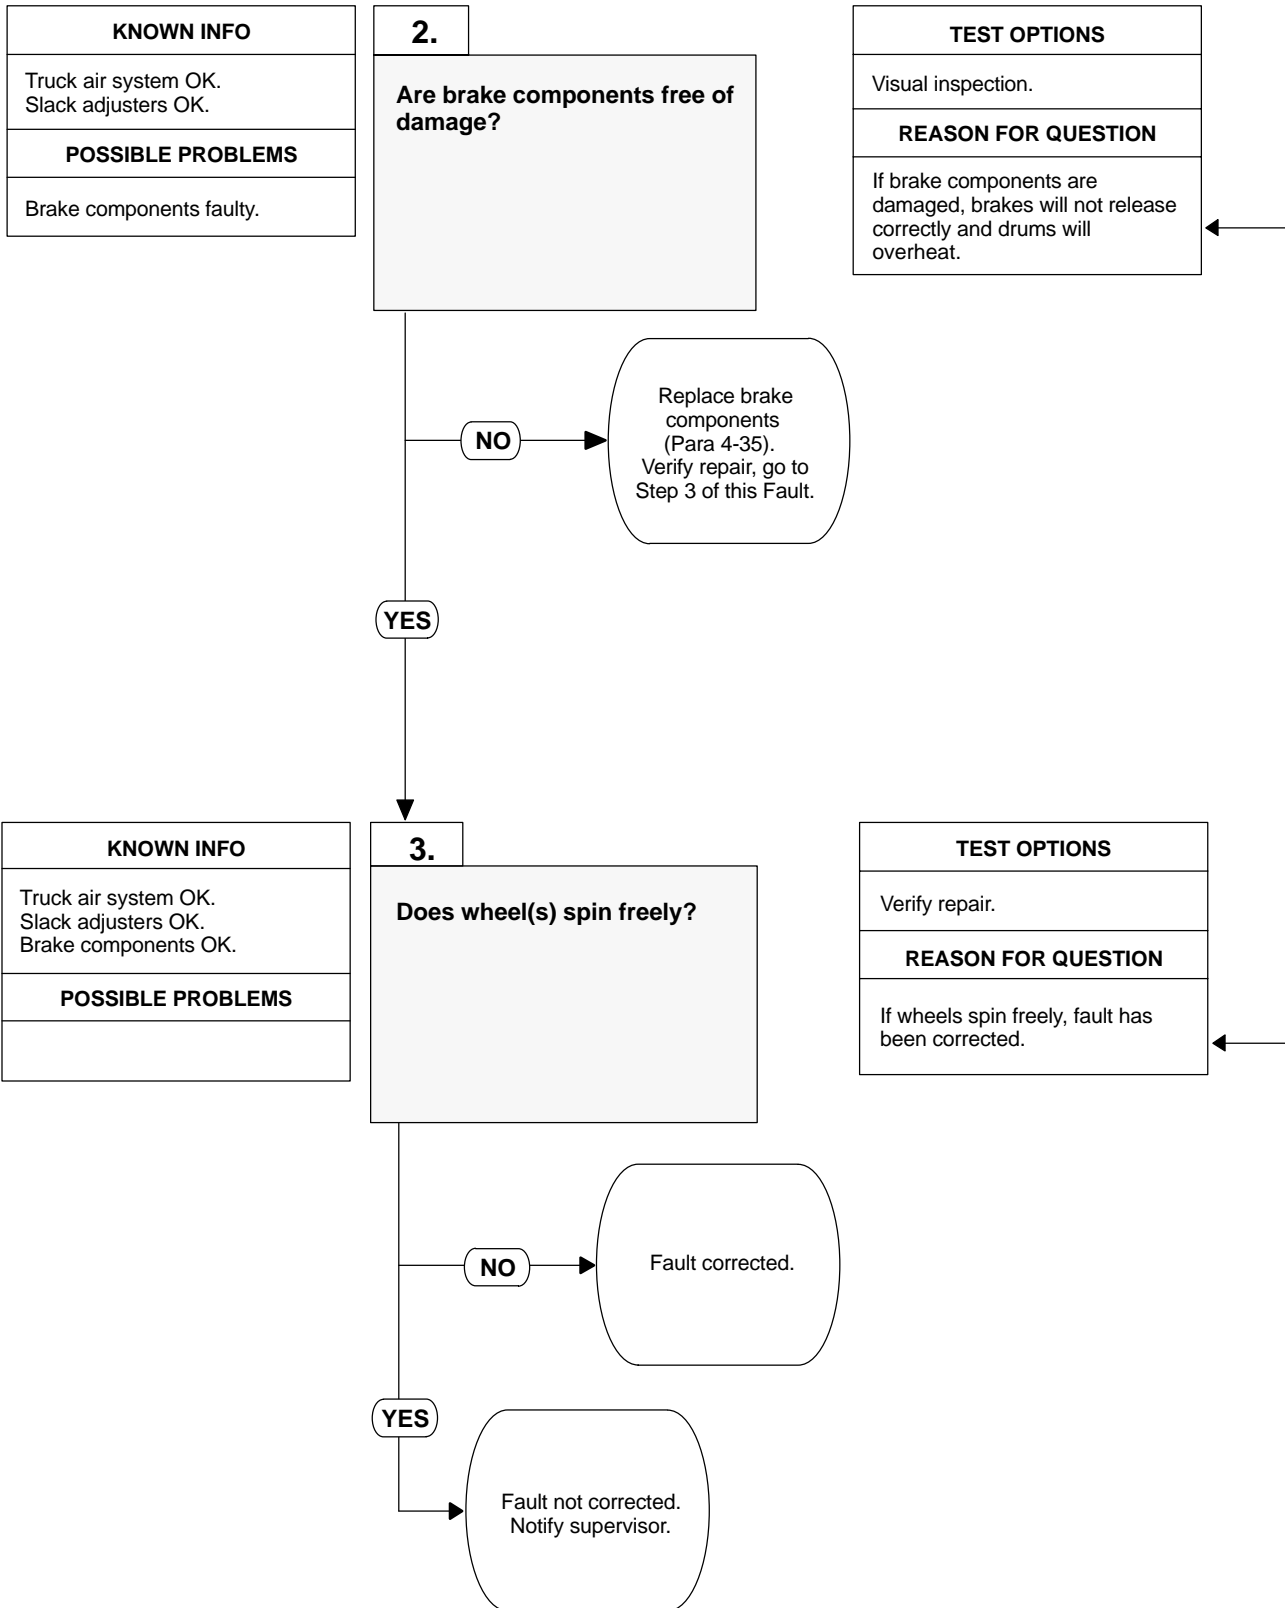 KNOWN INFO
Truck air system OK.
Slack adjusters OK.
POSSIBLE PROBLEMS
Brake components faulty.
2.
Are brake components free of
damage?
TEST OPTIONS
Visual inspection.
REASON FOR QUESTION
If brake components are
damaged, brakes will not release
correctly and drums will
overheat.
NO
Replace brake
components
(Para 4-35).
Verify repair, go to
Step 3 of this Fault.
YES
KNOWN INFO
Truck air system OK.
Slack adjusters OK.
Brake components OK.
POSSIBLE PROBLEMS
3.
Does wheel(s) spin freely?
TEST OPTIONS
Verify repair.
REASON FOR QUESTION
If wheels spin freely, fault has
been corrected.
NO
Fault corrected.
YES
Fault not corrected.
Notify supervisor.